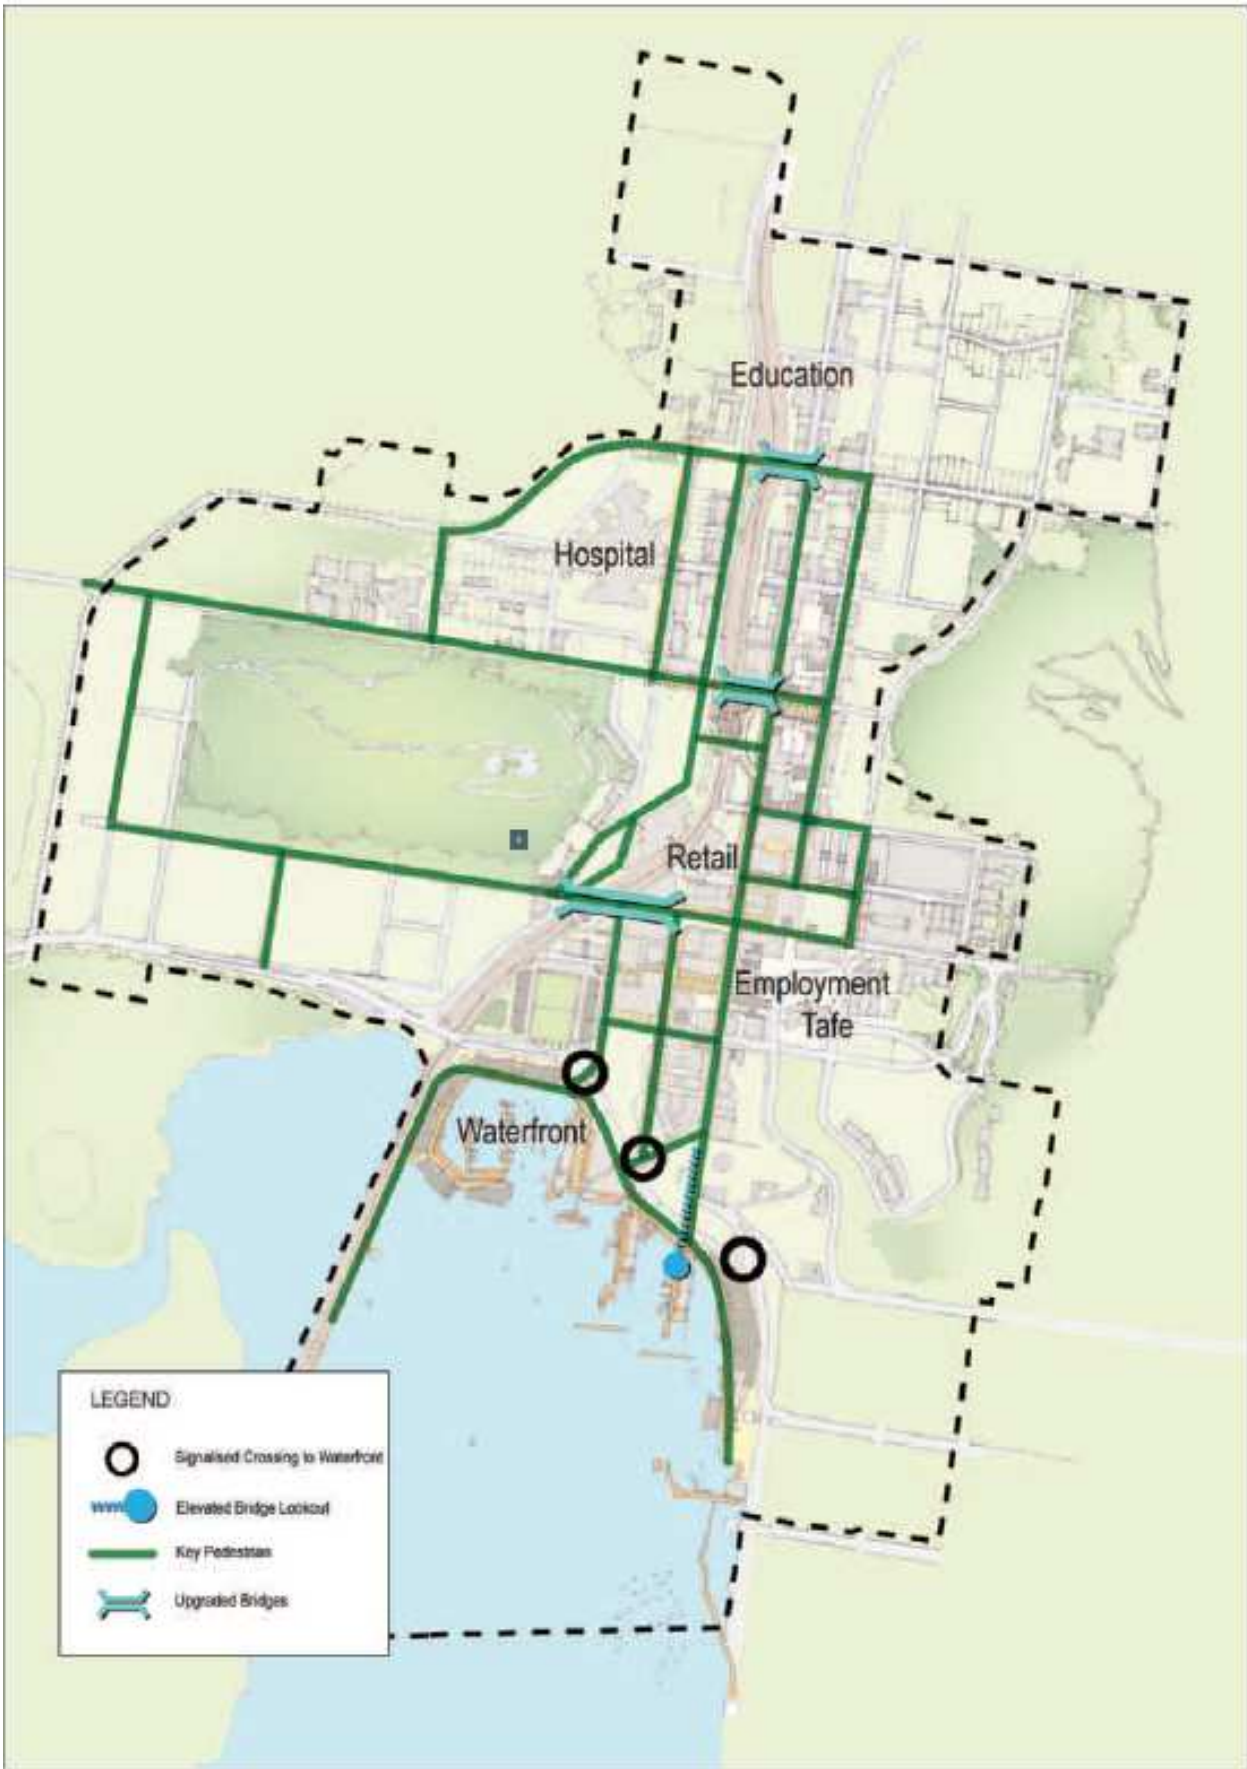 Education
Hospital
Retail
Employment
Tafe
Waterfront
LEGEND
Signalised Crossing to Waterfront
Elevated Bridge Lookout
Key Pedestrian
Upgraded Bridges